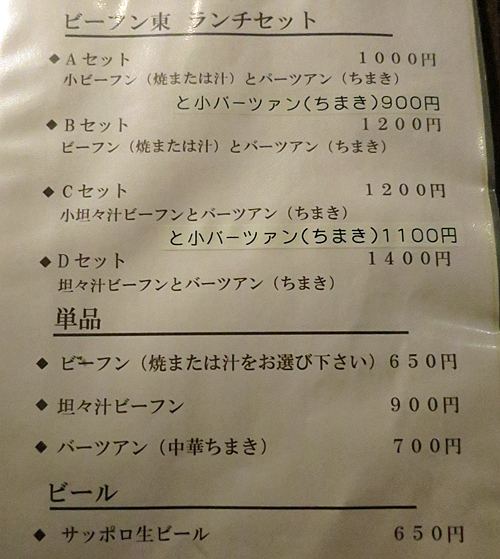 ビーフン東 ランチセット
◆ Aセット 1000円
小ビーフン（焼または汁）とバーツアン（ちまき）
と小バーツァン(ちまき)900円
◆ Bセット 1200円
ビーフン（焼または汁）とバーツアン（ちまき）
◆ Cセット 1200円
小坦々汁ビーフンとバーツアン（ちまき）
と小バーツァン(ちまき)1100円
◆ Dセット 1400円
坦々汁ビーフンとバーツアン（ちまき）
単品
◆ ビーフン（焼または汁をお選び下さい）650円
◆ 坦々汁ビーフン 900円
◆ バーツアン（中華ちまき） 700円
ビール
◆ サッポロ生ビール 650円